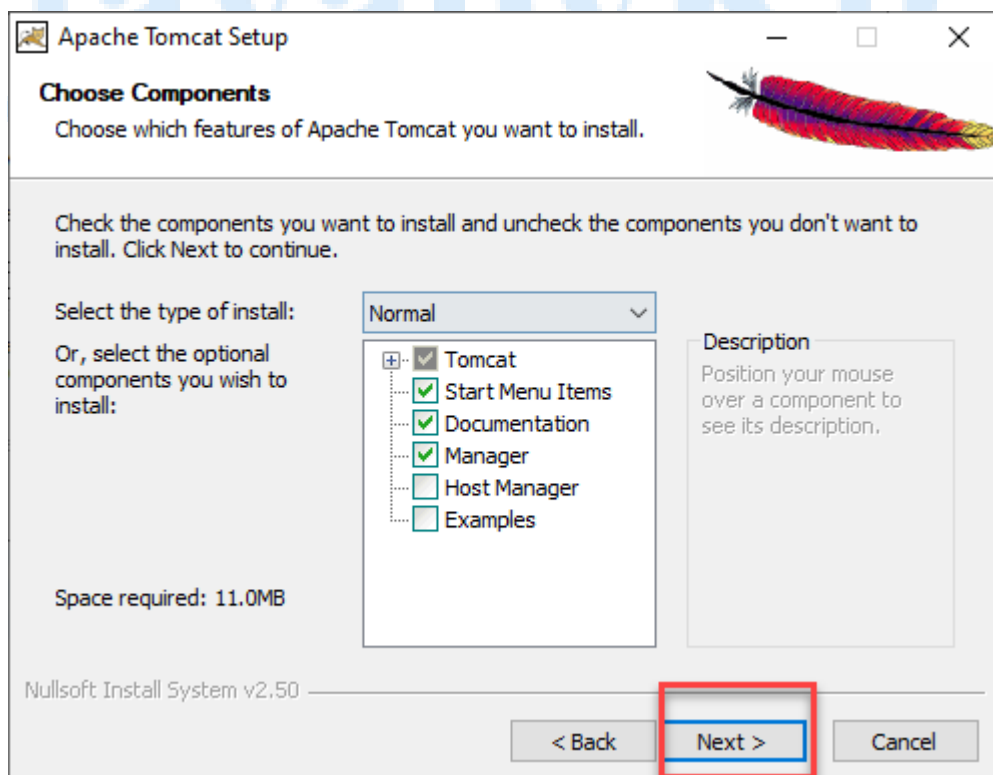 Apache Tomcat Setup
Choose Components
Choose which features of Apache Tomcat you want to install.
Check the components you want to install and uncheck the components you don't want to
install. Click Next to continue.
Select the type of install:
Normal
Or, select the optional
components you wish to
install:
Tomcat
Start Menu Items
Documentation
Manager
Host Manager
Examples
Description
Position your mouse
over a component to
see its description.
Space required: 11.0MB
Nullsoft Install System v2.50
< Back
Next >
Cancel